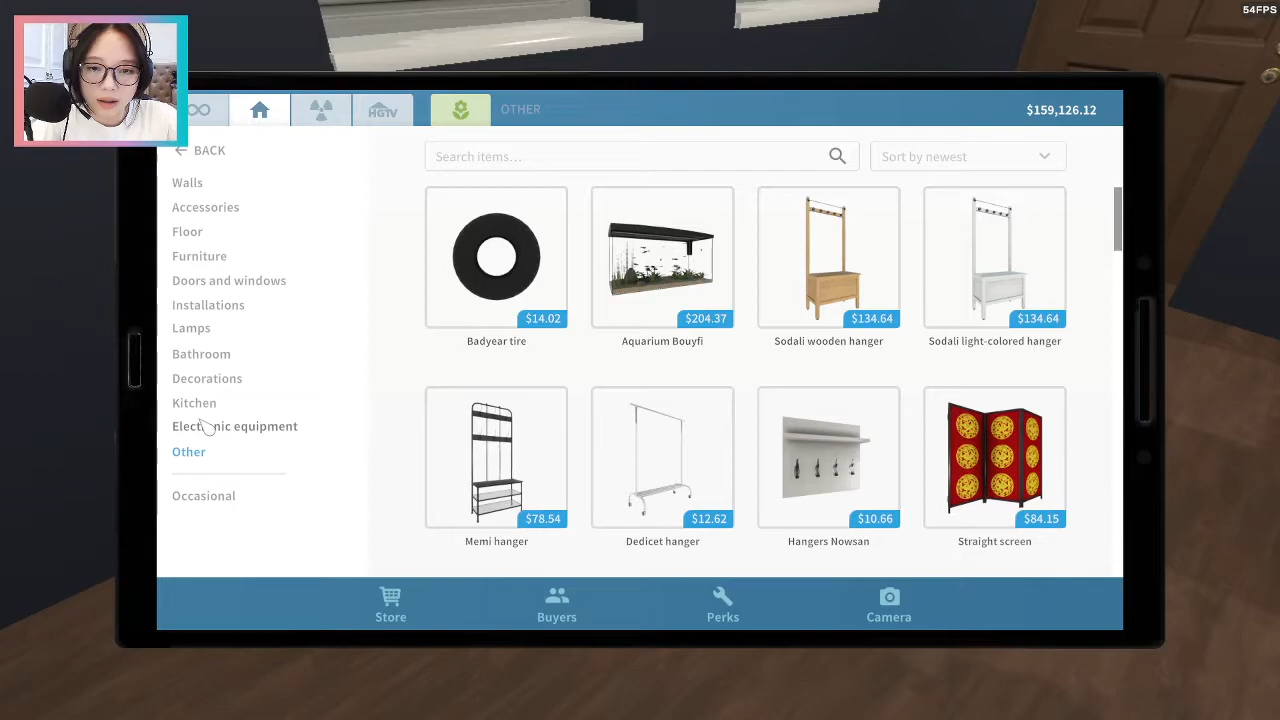 54FPS
HGTV
OTHER
$159,126.12
BACK
Search items...
Sort by newest
Walls
Accessories
Floor
Furniture
Doors and windows
Installations
Lamps
Bathroom
Decorations
Kitchen
Electronic equipment
Other
Occasional
$14.02
$204.37
$134.64
$134.64
Badyear tire
Aquarium Bouyfi
Sodali wooden hanger
Sodali light-colored hanger
$78.54
$12.62
$10.66
$84.15
Memi hanger
Dedicet hanger
Hangers Nowsan
Straight screen
Store
Buyers
Perks
Camera